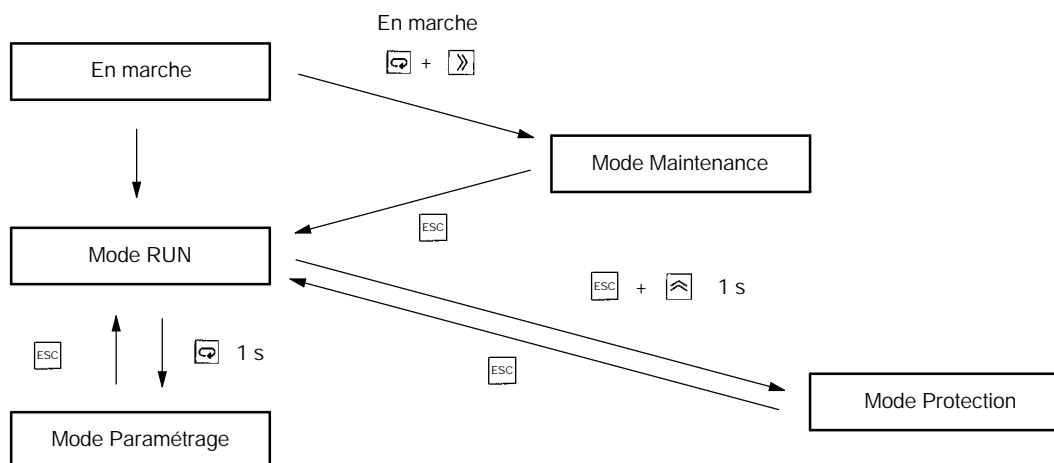 En marche
+
En marche
Mode Maintenance
ESC
Mode RUN
ESC + 1 s
ESC 1 s
ESC
Mode Protection
Mode Paramétrage